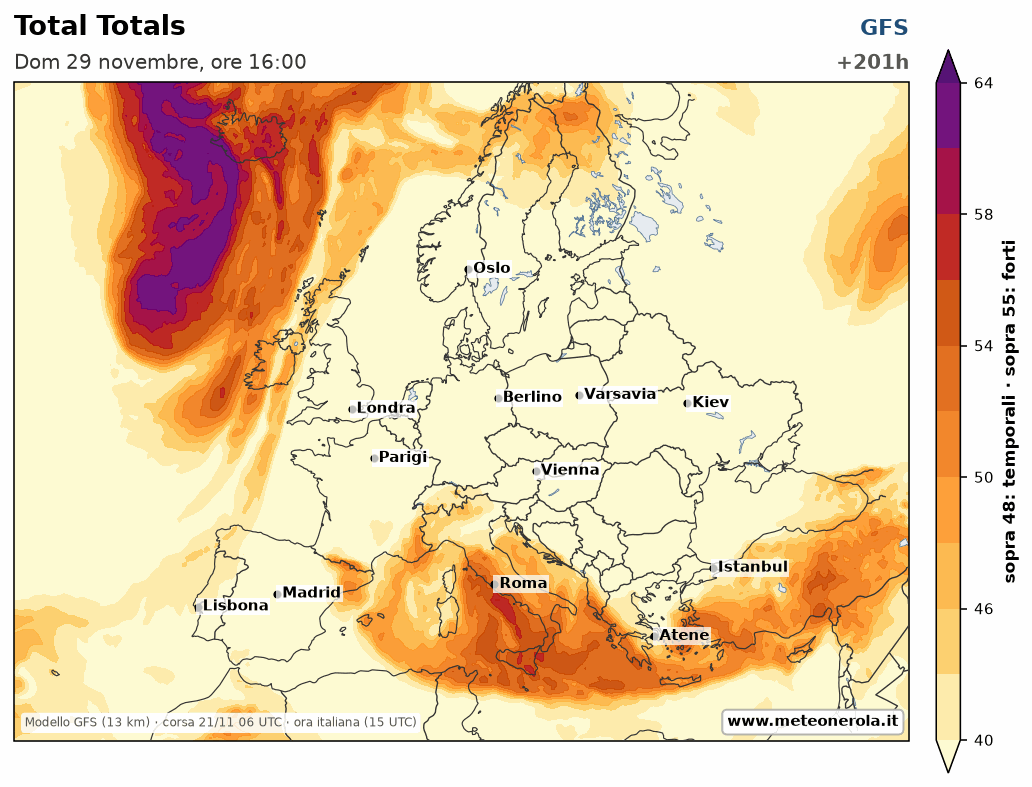 Total Totals
GFS
Dom 29 novembre, ore 16:00
+201h
64
58
54
50
46
40
sopra 48: temporali · sopra 55: forti
Oslo
Londra
Berlino
Varsavia
Kiev
Parigi
Vienna
Istanbul
Roma
Madrid
Lisbona
Atene
Modello GFS (13 km) · corsa 21/11 06 UTC · ora italiana (15 UTC)
www.meteonerola.it